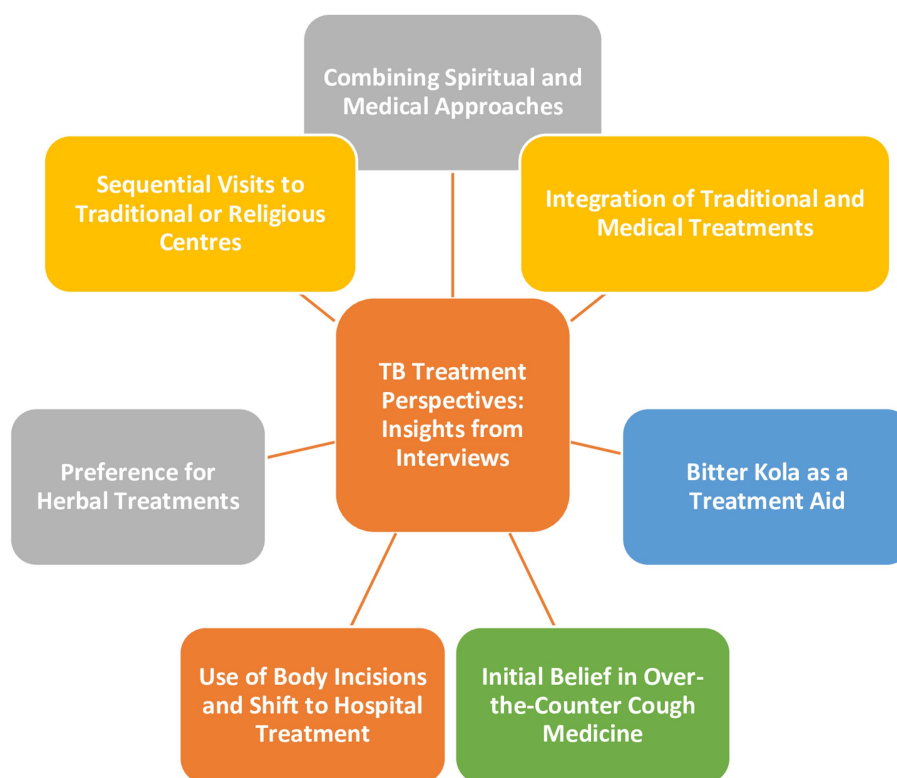 Combining Spiritual and
Medical Approaches
Sequential Visits to
Traditional or Religious
Centres
Integration of Traditional and
Medical Treatments
TB Treatment
Perspectives:
Insights from
Interviews
Preference for
Herbal Treatments
Bitter Kola as a
Treatment Aid
Use of Body Incisions
and Shift to Hospital
Treatment
Initial Belief in Over-
the-Counter Cough
Medicine